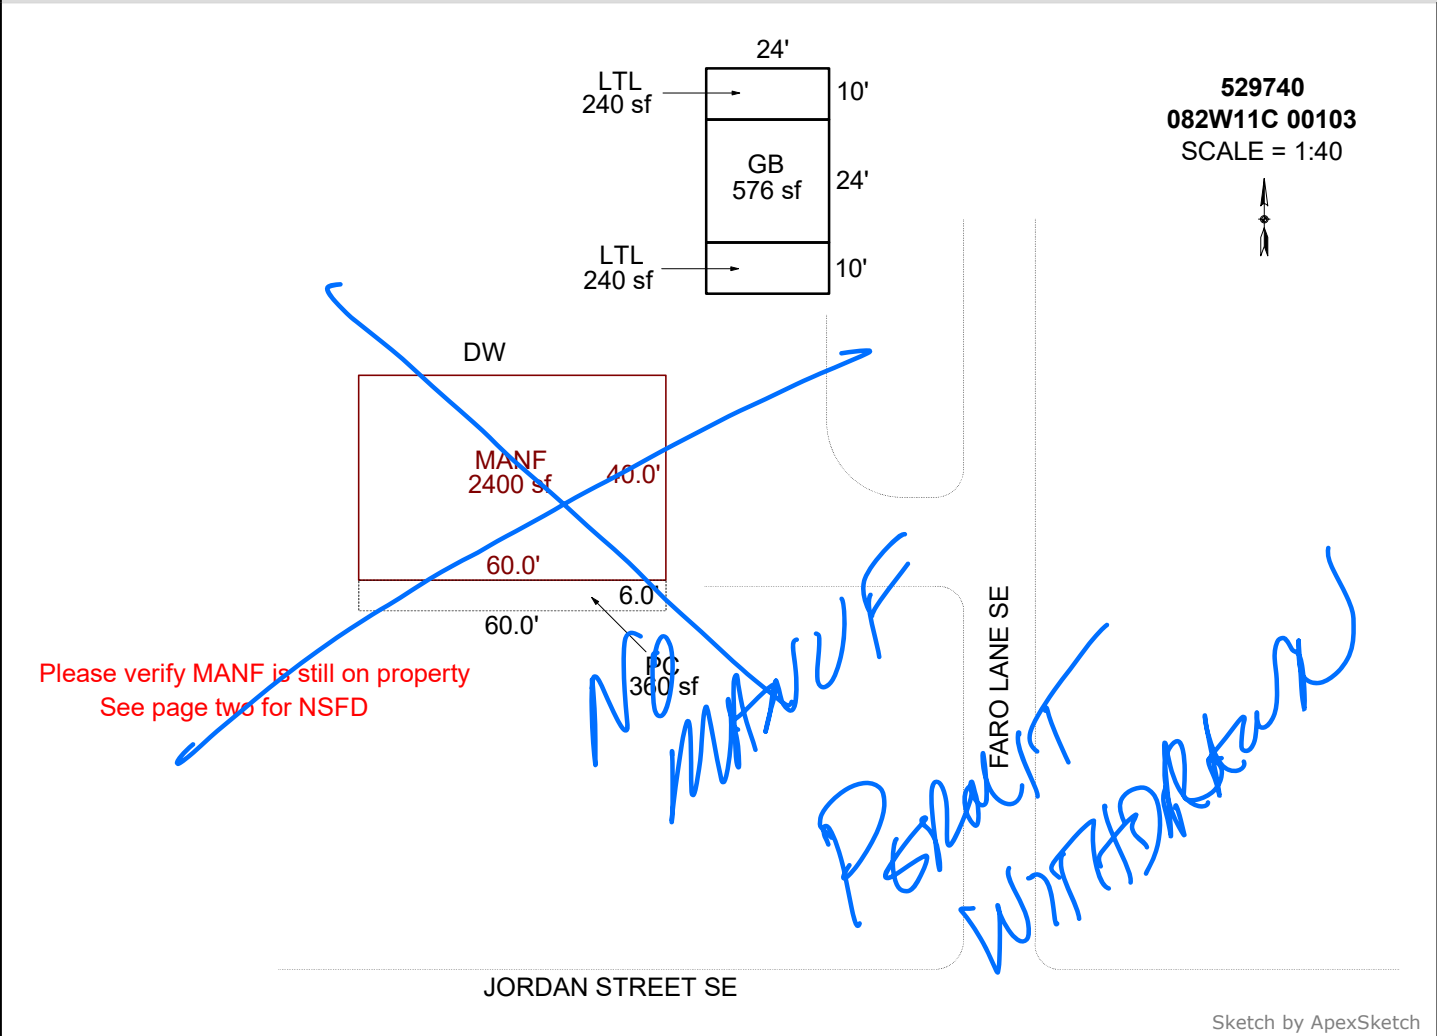 24'
LTL
240 sf
10'
GB
576 sf
24'
LTL
240 sf
10'
529740
082W11C 00103
SCALE = 1:40
DW
MANF
2400 sf
40.0'
60.0'
6.0'
60.0'
PC
360 sf
Please verify MANF is still on property
See page two for NSFD
NO
MANUF
PERMIT
WITHDRAWN
FARO LANE SE
JORDAN STREET SE
Sketch by ApexSketch